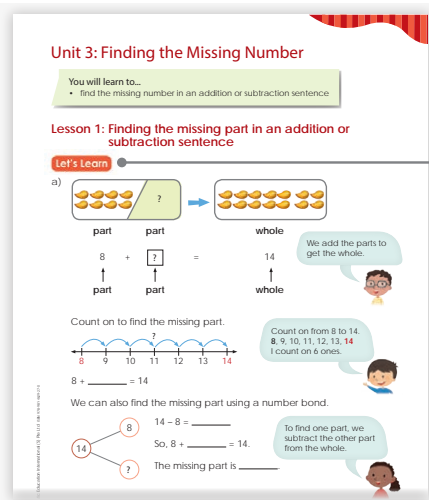 Unit 3: Finding the Missing Number
You will learn to...
• find the missing number in an addition or subtraction sentence
Lesson 1: Finding the missing part in an addition or
subtraction sentence
Let's Learn
a)
?
part part whole
8 + ? = 14
part part whole
We add the parts to
get the whole.
Count on to find the missing part.
?
8 9 10 11 12 13 14
8 + ______ = 14
Count on from 8 to 14.
8, 9, 10, 11, 12, 13, 14
I count on 6 ones.
We can also find the missing part using a number bond.
14
8
?
14 – 8 = ______
So, 8 + ______ = 14.
The missing part is ______.
To find one part, we
subtract the other part
from the whole.